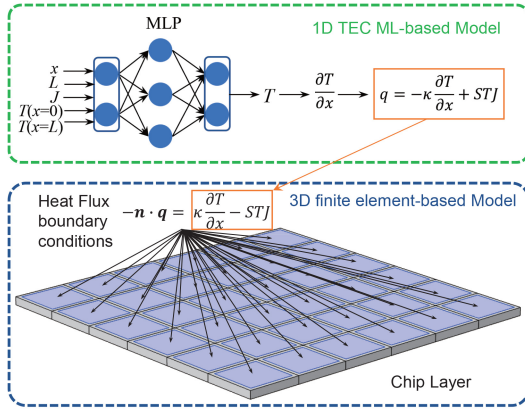 MLP
1D TEC ML-based Model
x
L
J
T(x=0)
T(x=L)
T
∂T/∂x
q = −κ ∂T/∂x + STJ
Heat Flux
boundary
conditions
−n · q = κ ∂T/∂x − STJ
3D finite element-based Model
Chip Layer